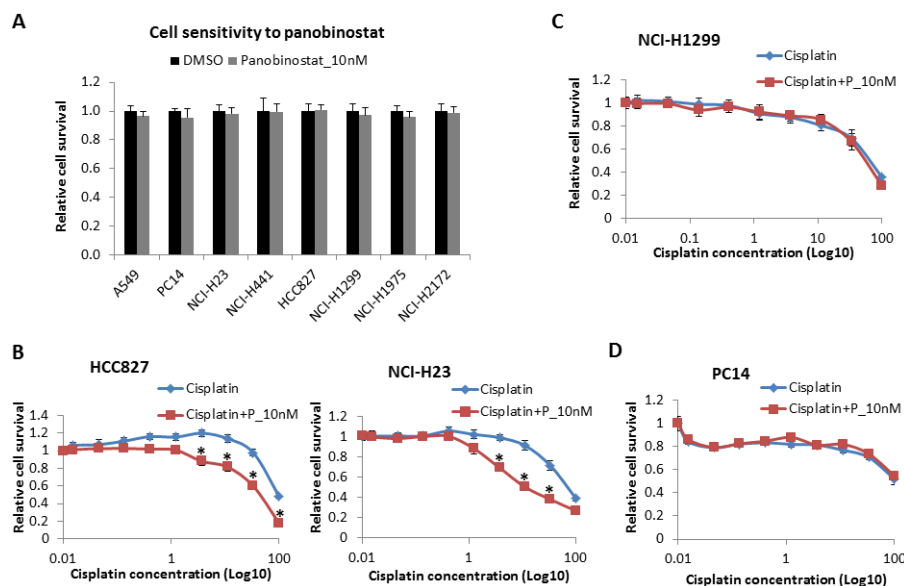 A
Cell sensitivity to panobinostat
DMSO Panobinostat_10nM
Relative cell survival
1.2
1.0
0.8
0.6
0.4
0.2
0.0
A549
PC14
NCI-H23
NCI-H441
HCC827
NCI-H1299
NCI-H1975
NCI-H2172
C
NCI-H1299
Cisplatin
Cisplatin+P_10nM
Relative cell survival
1.2
1
0.8
0.6
0.4
0.2
0
0.01 0.1 1 10 100
Cisplatin concentration (Log10)
B
HCC827
Cisplatin
Cisplatin+P_10nM
Relative cell survival
1.4
1.2
1
0.8
0.6
0.4
0.2
0
* * * *
0.01 1 100
Cisplatin concentration (Log10)
NCI-H23
Cisplatin
Cisplatin+P_10nM
Relative cell survival
1.2
1
0.8
0.6
0.4
0.2
0
* * *
0.01 1 100
Cisplatin concentration (Log10)
D
PC14
Cisplatin
Cisplatin+P_10nM
Relative cell survival
1.2
1
0.8
0.6
0.4
0.2
0
0.01 1 100
Cisplatin concentration (Log10)